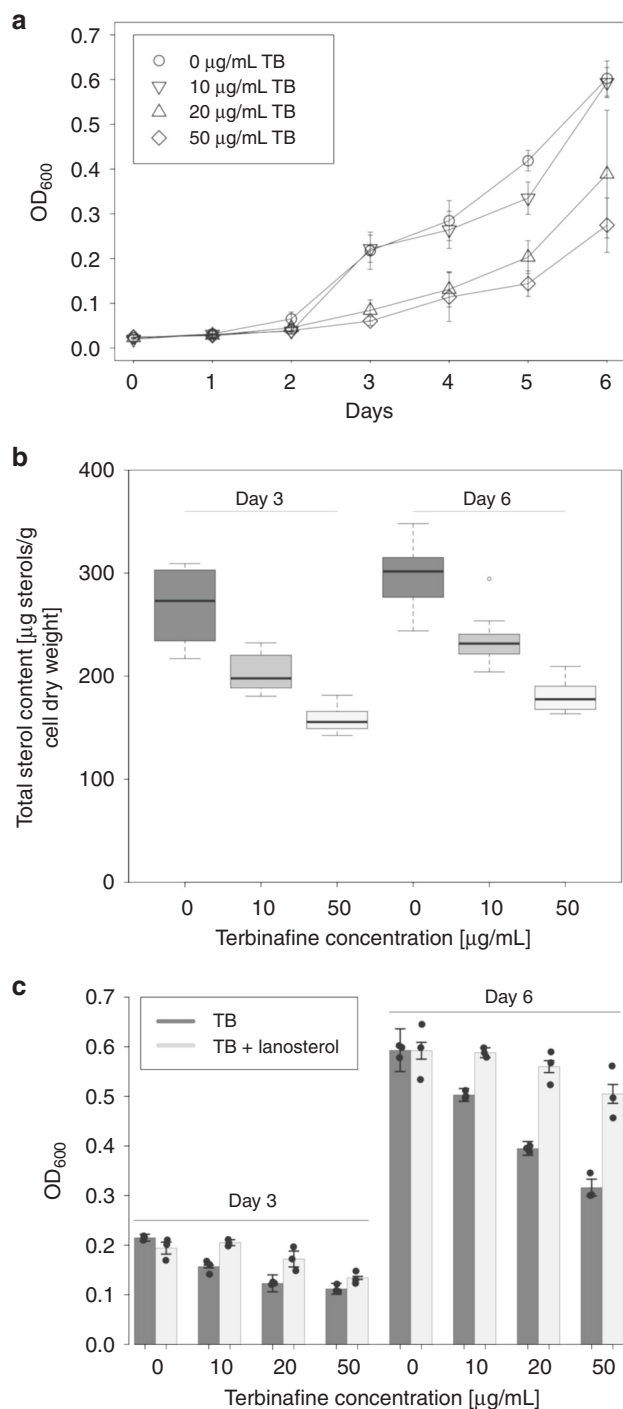 a
0.7
0.6
0.5
0.4
0.3
0.2
0.1
0.0
OD600
0 μg/mL TB
10 μg/mL TB
20 μg/mL TB
50 μg/mL TB
0 1 2 3 4 5 6
Days
b
400
300
200
100
0
Total sterol content [μg sterols/g
cell dry weight]
Day 3 Day 6
0 10 50 0 10 50
Terbinafine concentration [μg/mL]
c
0.7
0.6
0.5
0.4
0.3
0.2
0.1
0.0
OD600
TB
TB + lanosterol
Day 6
Day 3
0 10 20 50 0 10 20 50
Terbinafine concentration [μg/mL]